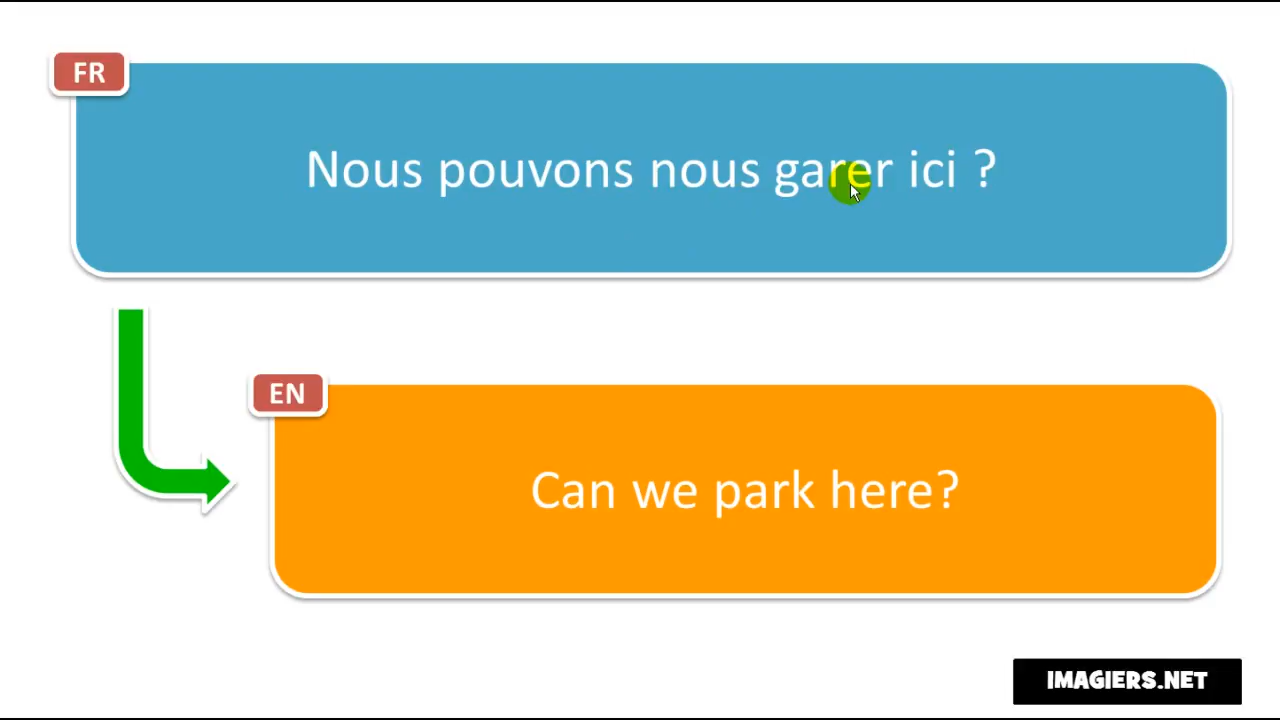 FR
Nous pouvons nous garer ici ?
EN
Can we park here?
IMAGIERS.NET